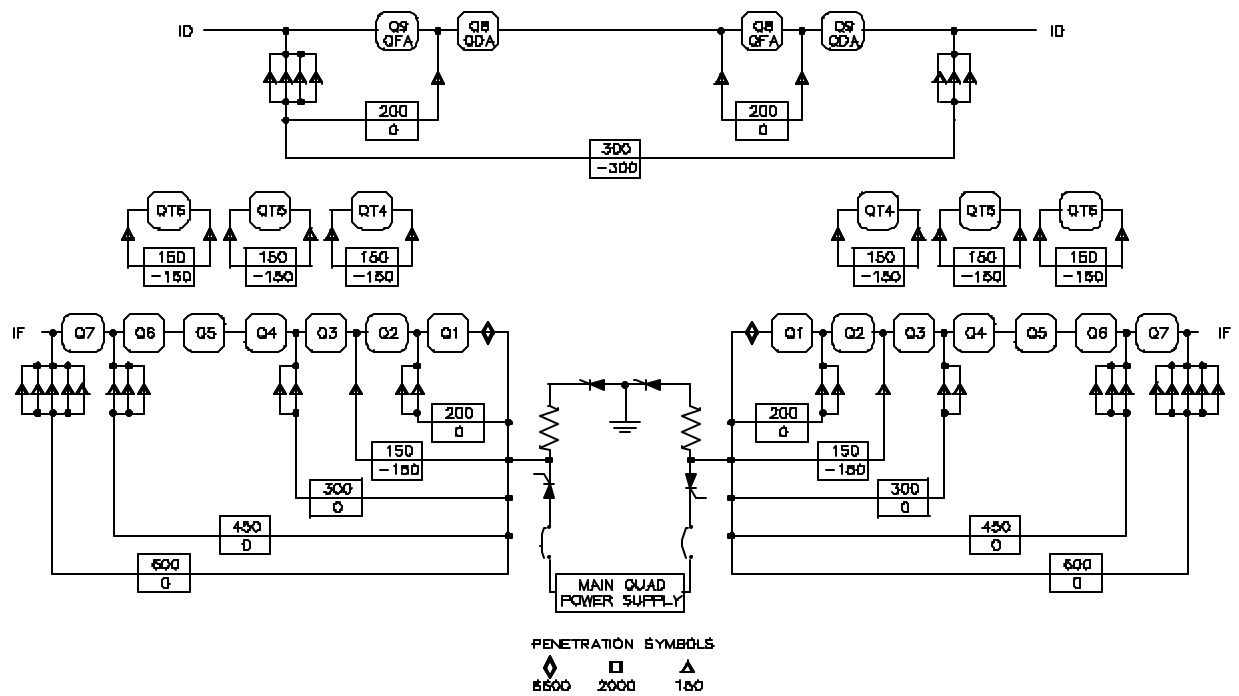 ID
Q9
QFA
Q8
QDA
Q8
QFA
Q9
QDA
ID
200
0
200
0
300
-300
QT6
QT5
QT4
QT4
QT5
QT6
150
-150
150
-150
150
-150
150
-150
150
-150
150
-150
IF
Q7
Q6
Q5
Q4
Q3
Q2
Q1
Q1
Q2
Q3
Q4
Q5
Q6
Q7
IF
200
0
200
0
150
-150
150
-150
300
0
300
0
450
0
450
0
600
0
600
0
MAIN QUAD
POWER SUPPLY
PENETRATION SYMBOLS
2000
150